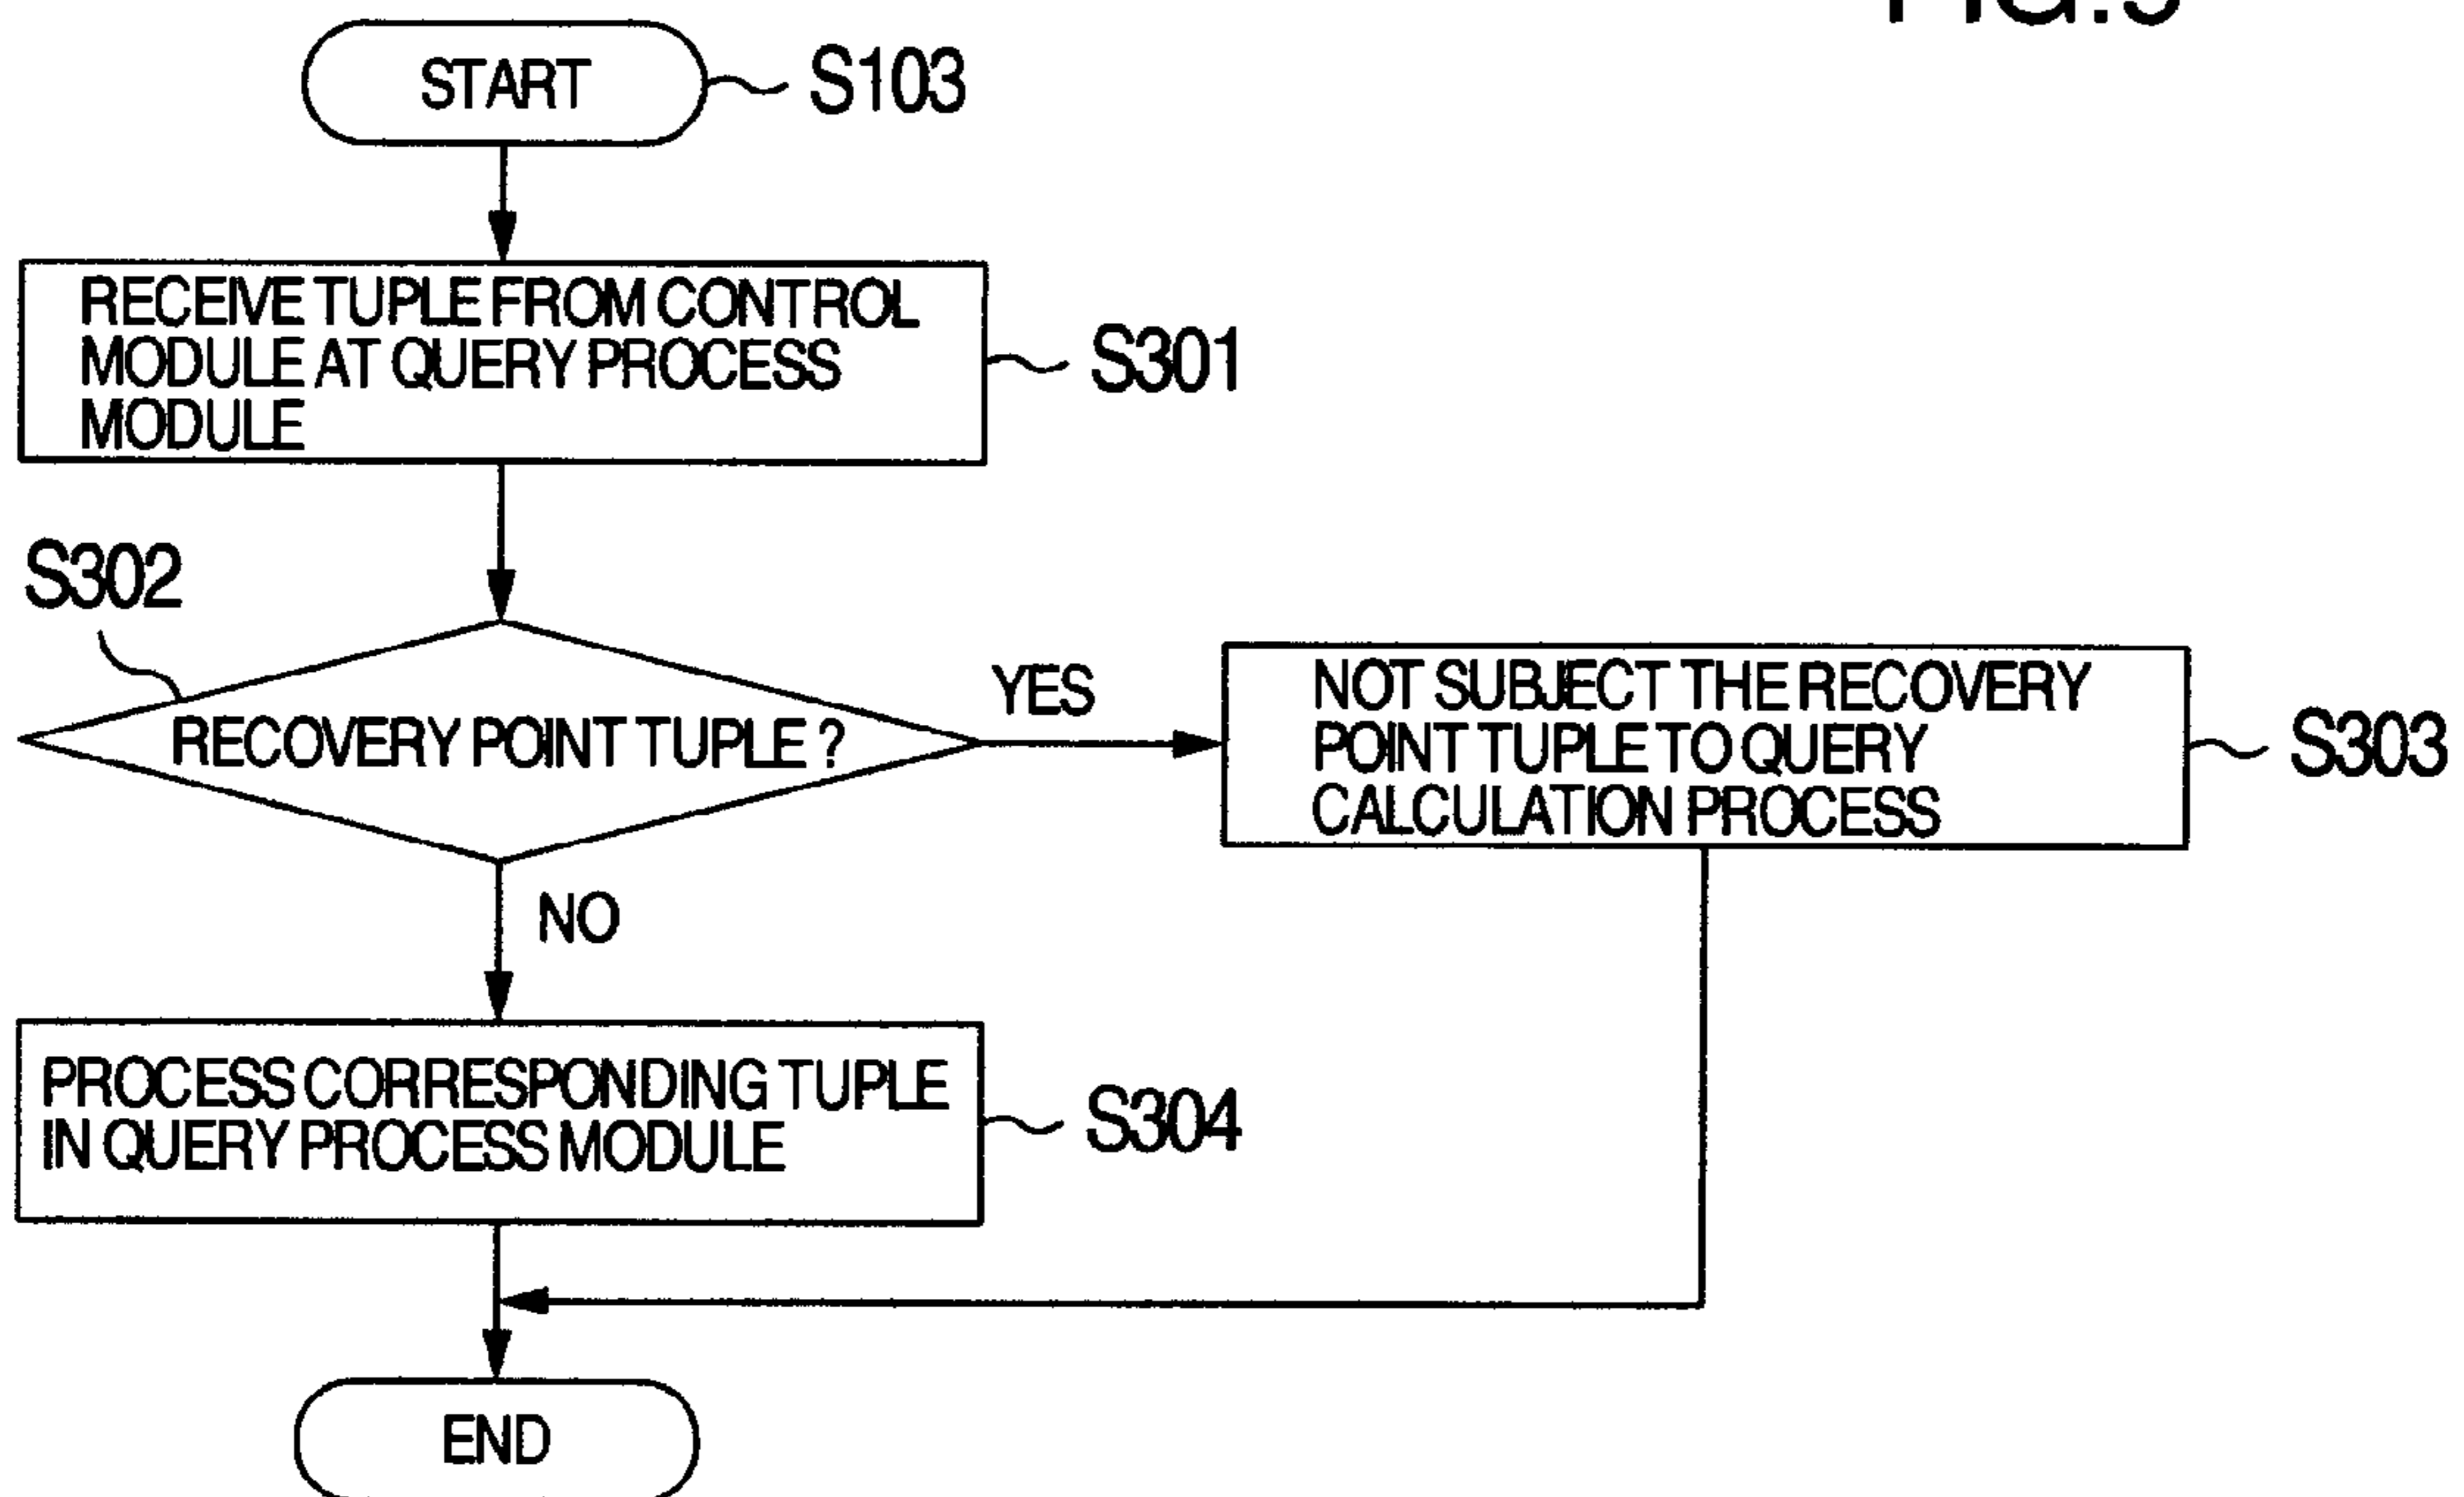 START
S103
RECEIVE TUPLE FROM CONTROL
MODULE AT QUERY PROCESS
MODULE
S301
S302
RECOVERY POINT TUPLE ?
YES
NOT SUBJECT THE RECOVERY
POINT TUPLE TO QUERY
CALCULATION PROCESS
S303
NO
PROCESS CORRESPONDING TUPLE
IN QUERY PROCESS MODULE
S304
END